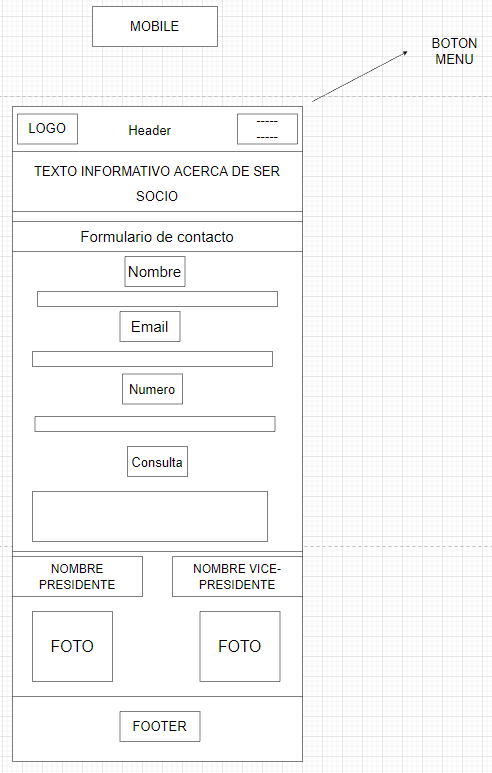 MOBILE
BOTON
MENU
LOGO
Header
-----
-----
TEXTO INFORMATIVO ACERCA DE SER
SOCIO
Formulario de contacto
Nombre
Email
Numero
Consulta
NOMBRE
PRESIDENTE
NOMBRE VICE-
PRESIDENTE
FOTO
FOTO
FOOTER